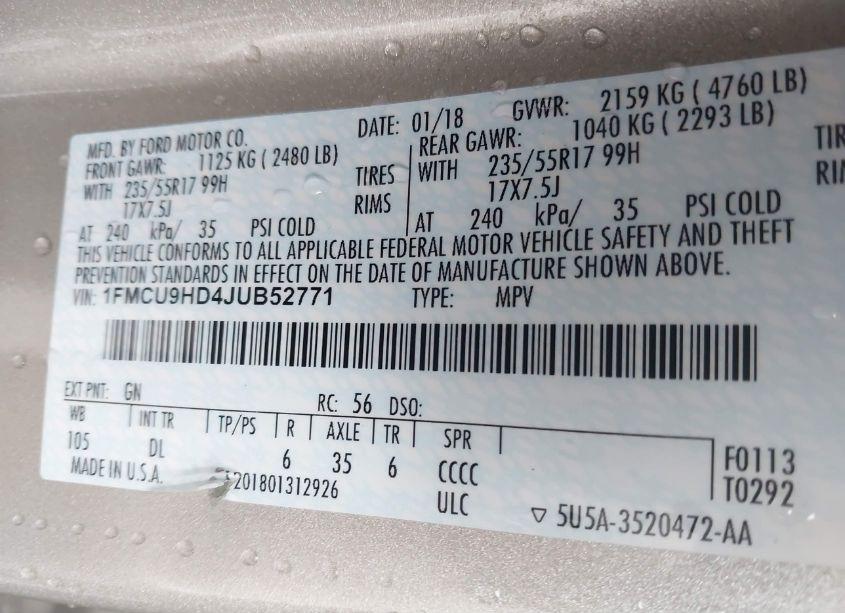 MFD. BY FORD MOTOR CO. DATE: 01/18 GVWR: 2159 KG ( 4760 LB)
FRONT GAWR: 1125 KG ( 2480 LB) REAR GAWR: 1040 KG ( 2293 LB)
WITH 235/55R17 99H TIRES WITH 235/55R17 99H
17X7.5J RIMS 17X7.5J
AT 240 kPa/ 35 PSI COLD AT 240 kPa/ 35 PSI COLD
THIS VEHICLE CONFORMS TO ALL APPLICABLE FEDERAL MOTOR VEHICLE SAFETY AND THEFT
PREVENTION STANDARDS IN EFFECT ON THE DATE OF MANUFACTURE SHOWN ABOVE.
VIN: 1FMCU9HD4JUB52771 TYPE: MPV
EXT PNT: GN RC: 56 DSO:
WB INT TR TP/PS R AXLE TR SPR
105 DL 6 35 6 CCCC F0113
MADE IN U.S.A. 201801312926 ULC T0292
▽ 5U5A-3520472-AA